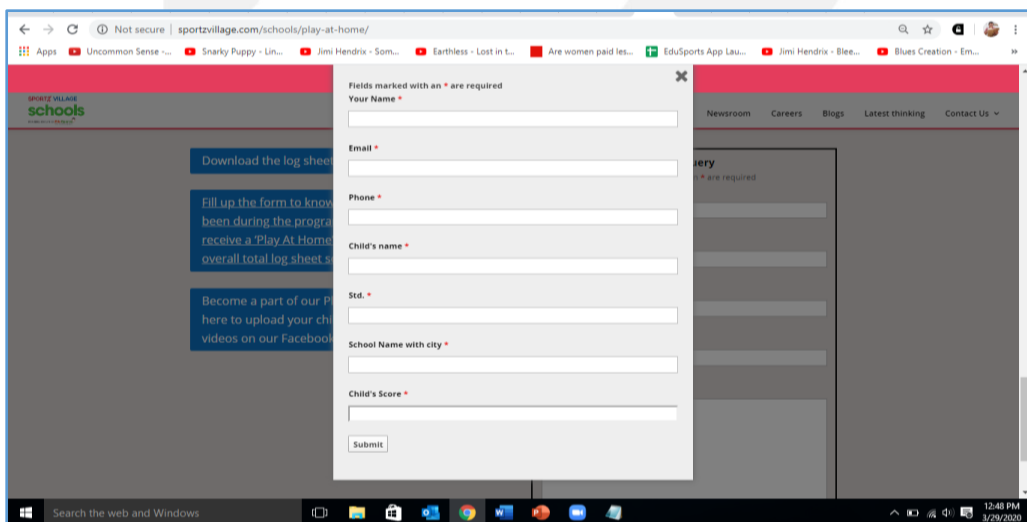 Not secure | sportzvillage.com/schools/play-at-home/
Apps Uncommon Sense -... Snarky Puppy - Lin... Jimi Hendrix - Som... Earthless - Lost in t... Are women paid les... EduSports App Lau... Jimi Hendrix - Blee... Blues Creation - Em... »
SPORTZ VILLAGE
schools
Newsroom Careers Blogs Latest thinking Contact Us
Fields marked with an * are required
Your Name *
Email *
Phone *
Child's name *
Std. *
School Name with city *
Child's Score *
Submit
Download the log sheet
Fill up the form to know
been during the progra
receive a 'Play At Home'
overall total log sheet s
Become a part of our Pl
here to upload your chi
videos on our Facebook
uery
* are required
Search the web and Windows
12:48 PM
3/29/2020